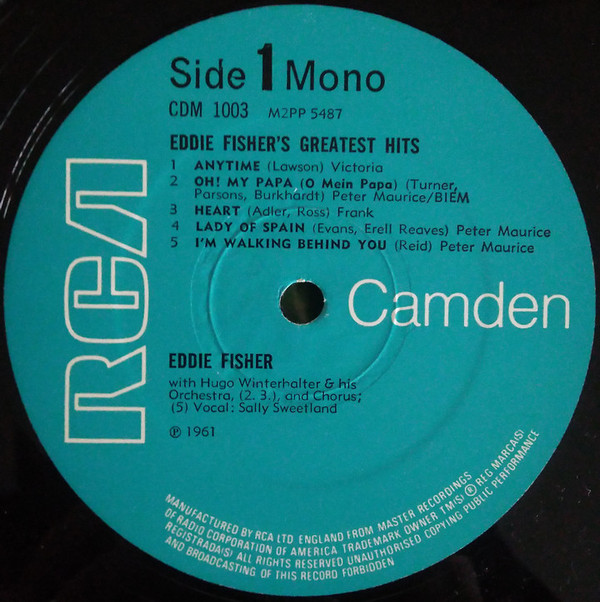 Side 1 Mono
CDM 1003 M2PP 5487
EDDIE FISHER'S GREATEST HITS
1 ANYTIME (Lawson) Victoria
2 OH! MY PAPA (O Mein Papa) (Turner,
Parsons, Burkhardt) Peter Maurice/BIEM
3 HEART (Adler, Ross) Frank
4 LADY OF SPAIN (Evans, Erell Reaves) Peter Maurice
5 I'M WALKING BEHIND YOU (Reid) Peter Maurice
RCA
Camden
EDDIE FISHER
with Hugo Winterhalter & his
Orchestra, (2. 3.), and Chorus;
(5) Vocal: Sally Sweetland
℗ 1961
MANUFACTURED BY RCA LTD ENGLAND FROM MASTER RECORDINGS
OF RADIO CORPORATION OF AMERICA TRADEMARK OWNER TM(S) ® REG MARCA(S)
REGISTRADA(S) ALL RIGHTS RESERVED UNAUTHORISED COPYING PUBLIC PERFORMANCE
AND BROADCASTING OF THIS RECORD FORBIDDEN